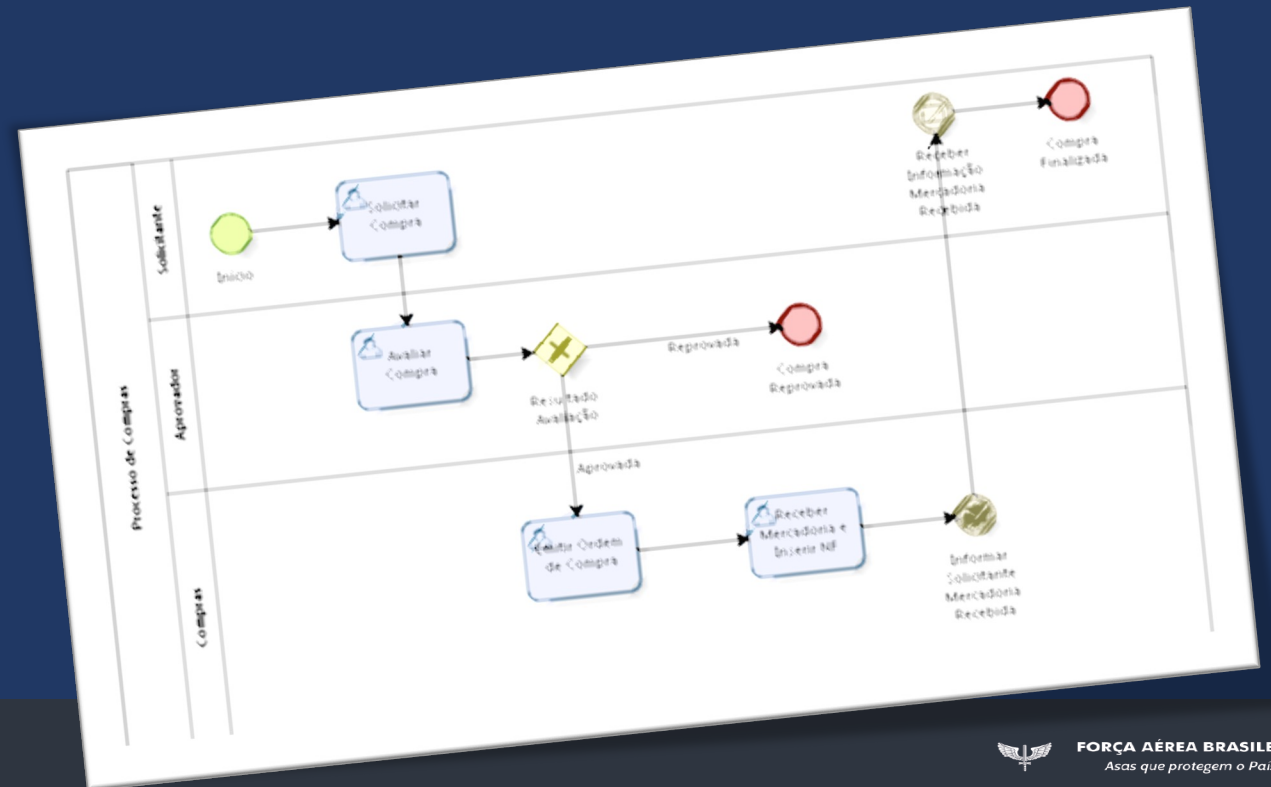 Processo de Compras
Solicitante
Início
Solicitar
Compra
Receber
Informação
Mercadoria
Recebida
Compra
Finalizada
Aprovador
Avaliar
Compra
Resultado
Avaliação
Reprovada
Compra
Reprovada
Aprovada
Compras
Emitir Ordem
de Compra
Receber
Mercadoria e
Inserir NF
Informar
Solicitante
Mercadoria
Recebida
FORÇA AÉREA BRASILE
Asas que protegem o País